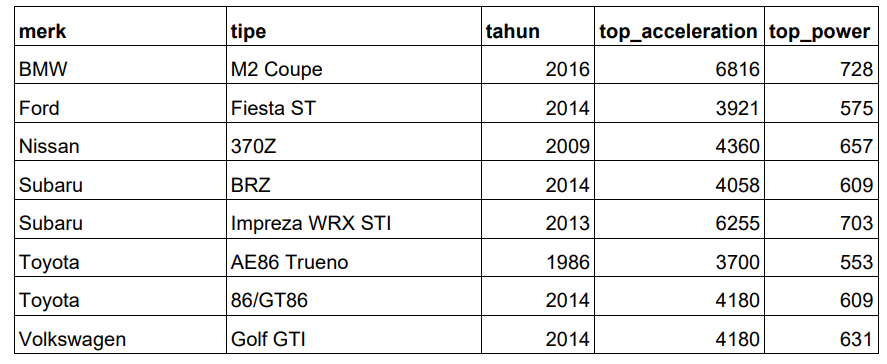 merk tipe tahun top_acceleration top_power
BMW M2 Coupe 2016 6816 728
Ford Fiesta ST 2014 3921 575
Nissan 370Z 2009 4360 657
Subaru BRZ 2014 4058 609
Subaru Impreza WRX STI 2013 6255 703
Toyota AE86 Trueno 1986 3700 553
Toyota 86/GT86 2014 4180 609
Volkswagen Golf GTI 2014 4180 631